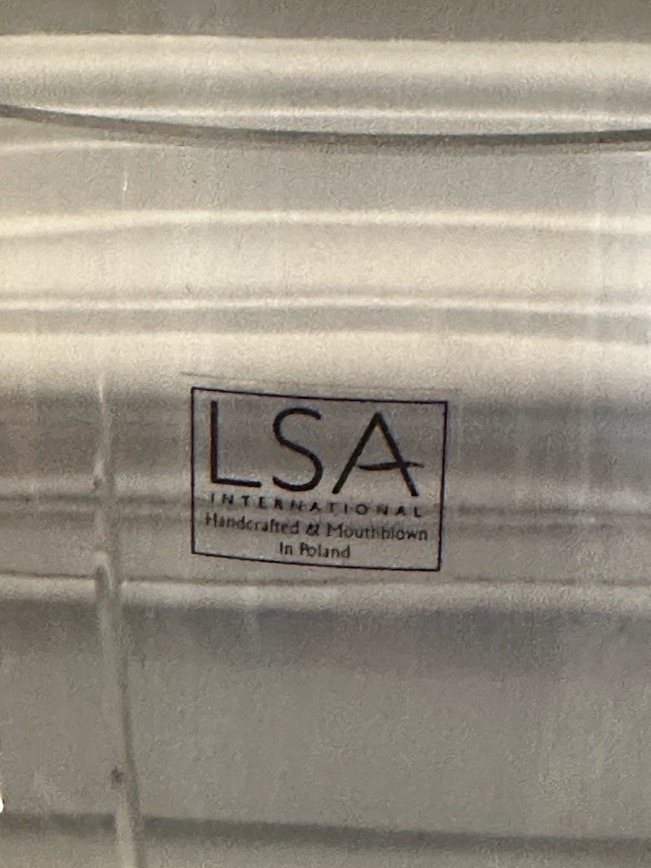 LSA
INTERNATIONAL
Handcrafted & Mouthblown
In Poland